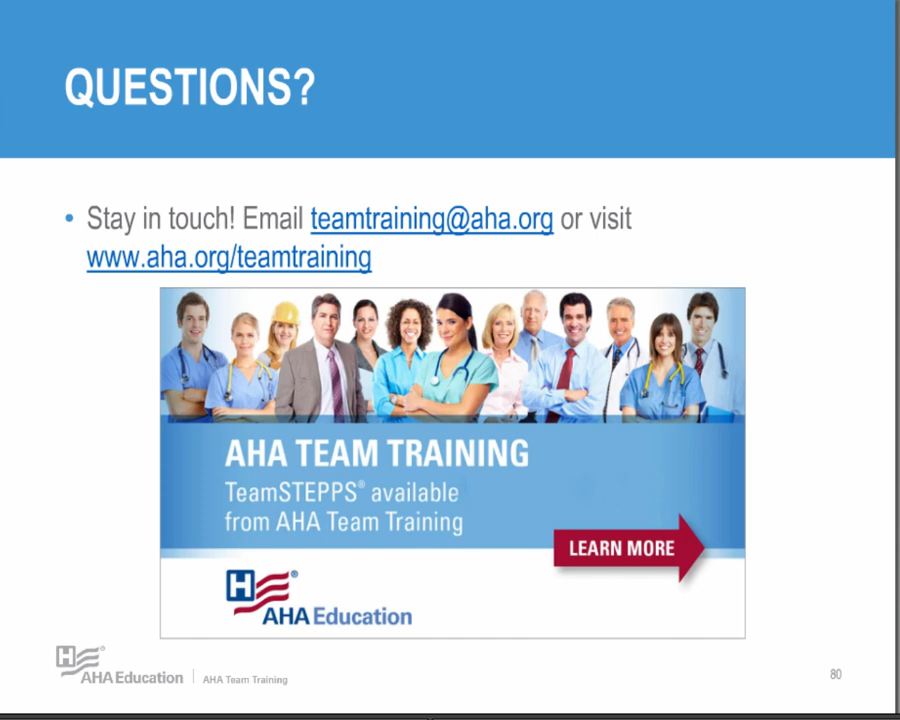 QUESTIONS?
• Stay in touch! Email teamtraining@aha.org or visit
www.aha.org/teamtraining
AHA TEAM TRAINING
TeamSTEPPS® available
from AHA Team Training
LEARN MORE
H®
AHA Education
H®
AHA Education | AHA Team Training
80